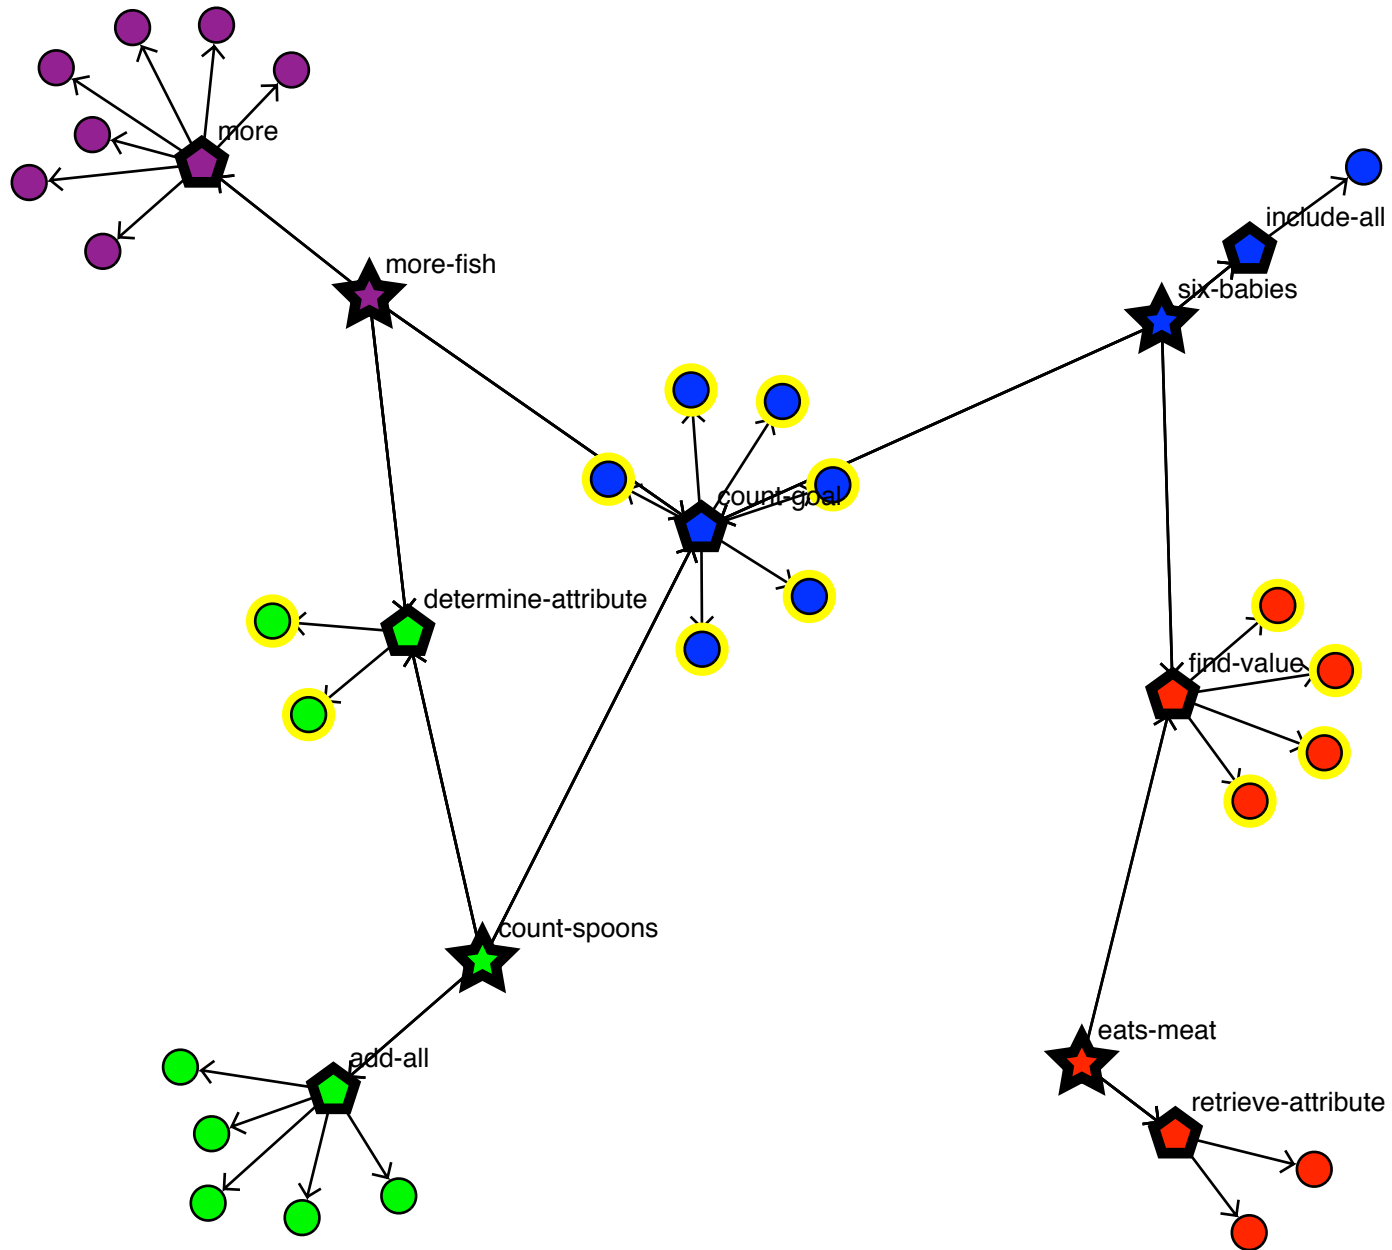 more
include-all
more-fish
six-babies
count-goal
determine-attribute
find-value
count-spoons
eats-meat
add-all
retrieve-attribute